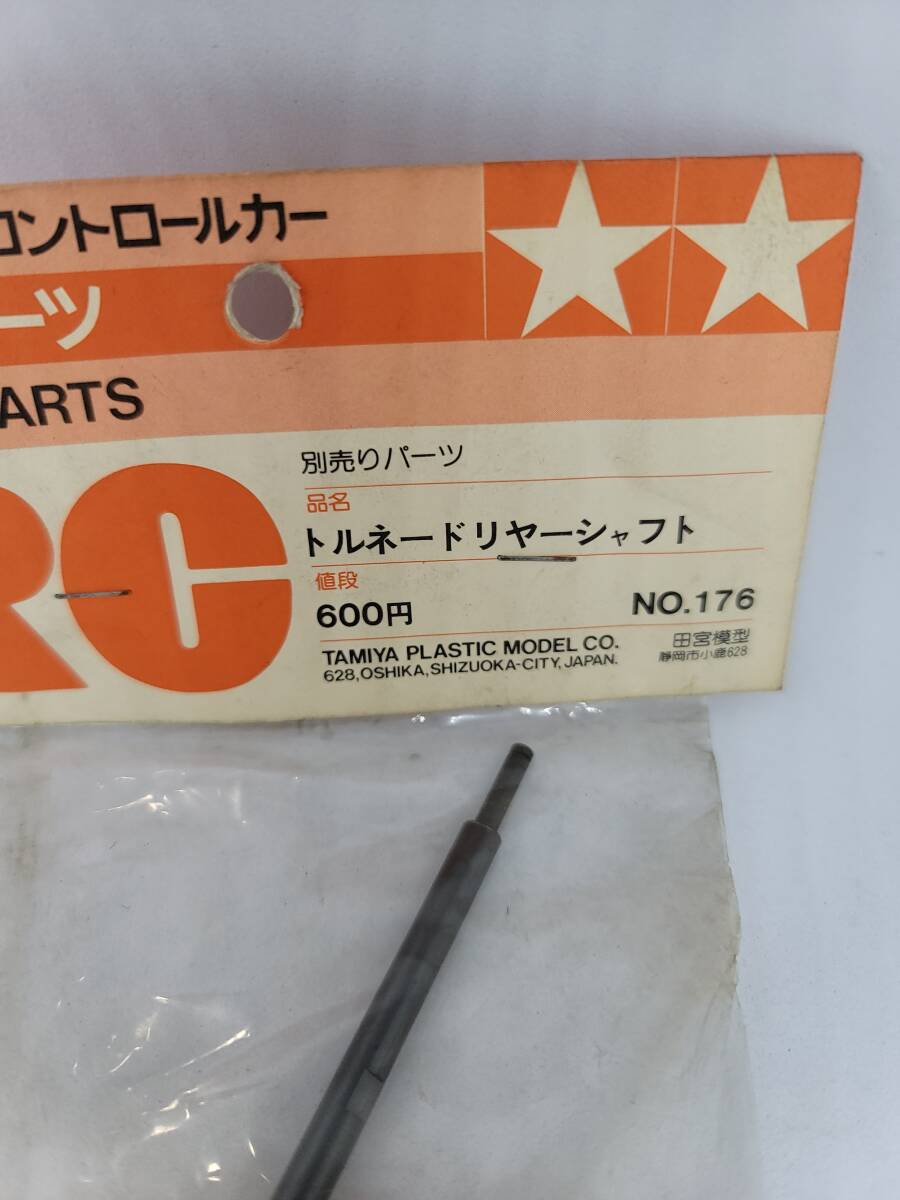 コントロールカー
ーツ
ARTS
RC
別売りパーツ
品名
トルネードリヤーシャフト
値段
600円 NO.176
TAMIYA PLASTIC MODEL CO. 田宮模型
628,OSHIKA,SHIZUOKA-CITY,JAPAN. 静岡市小鹿628